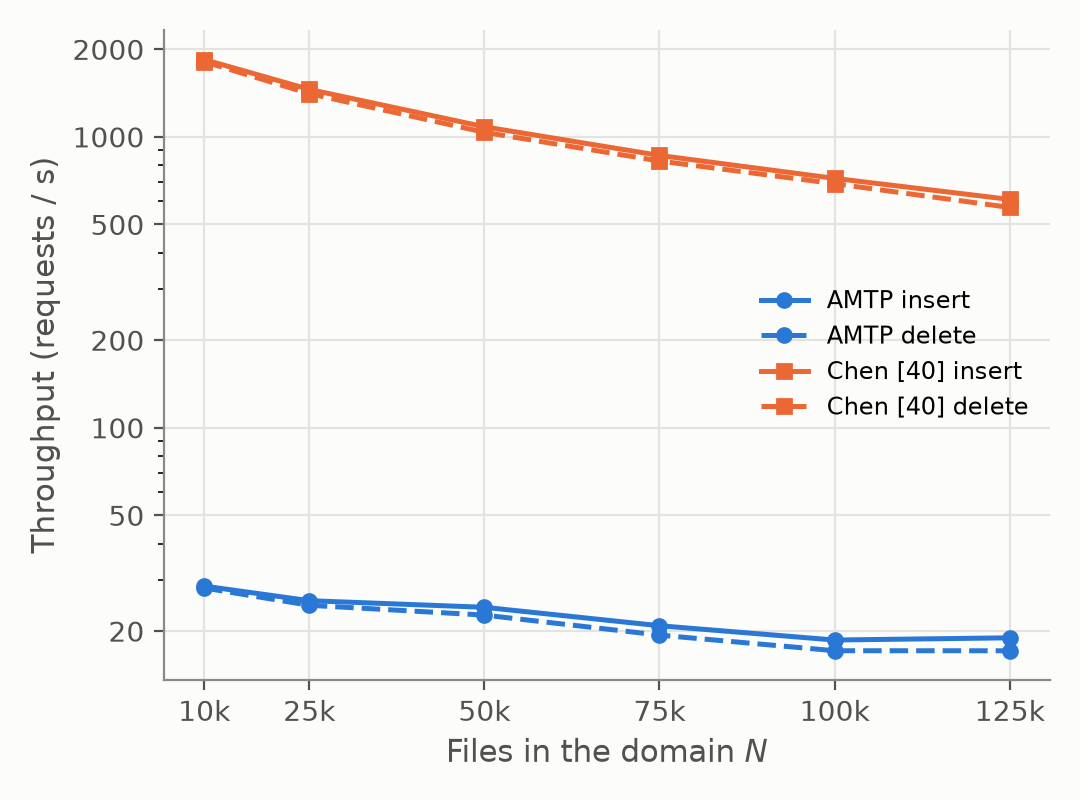 Throughput (requests / s)
2000
1000
500
200
100
50
20
AMTP insert
AMTP delete
Chen [40] insert
Chen [40] delete
10k 25k 50k 75k 100k 125k
Files in the domain N